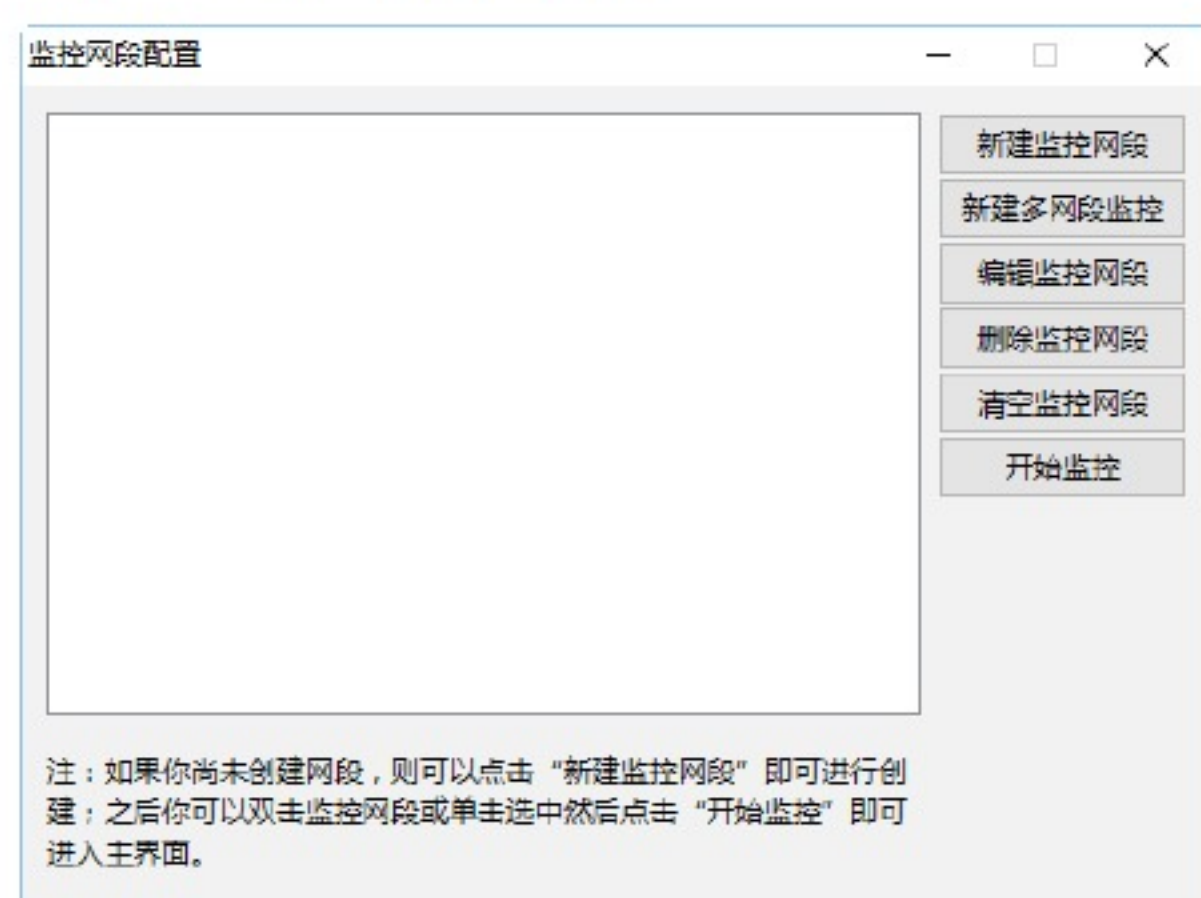 监控网段配置
新建监控网段
新建多网段监控
编辑监控网段
删除监控网段
清空监控网段
开始监控
注：如果你尚未创建网段，则可以点击“新建监控网段”即可进行创
建；之后你可以双击监控网段或单击选中然后点击“开始监控”即可
进入主界面。